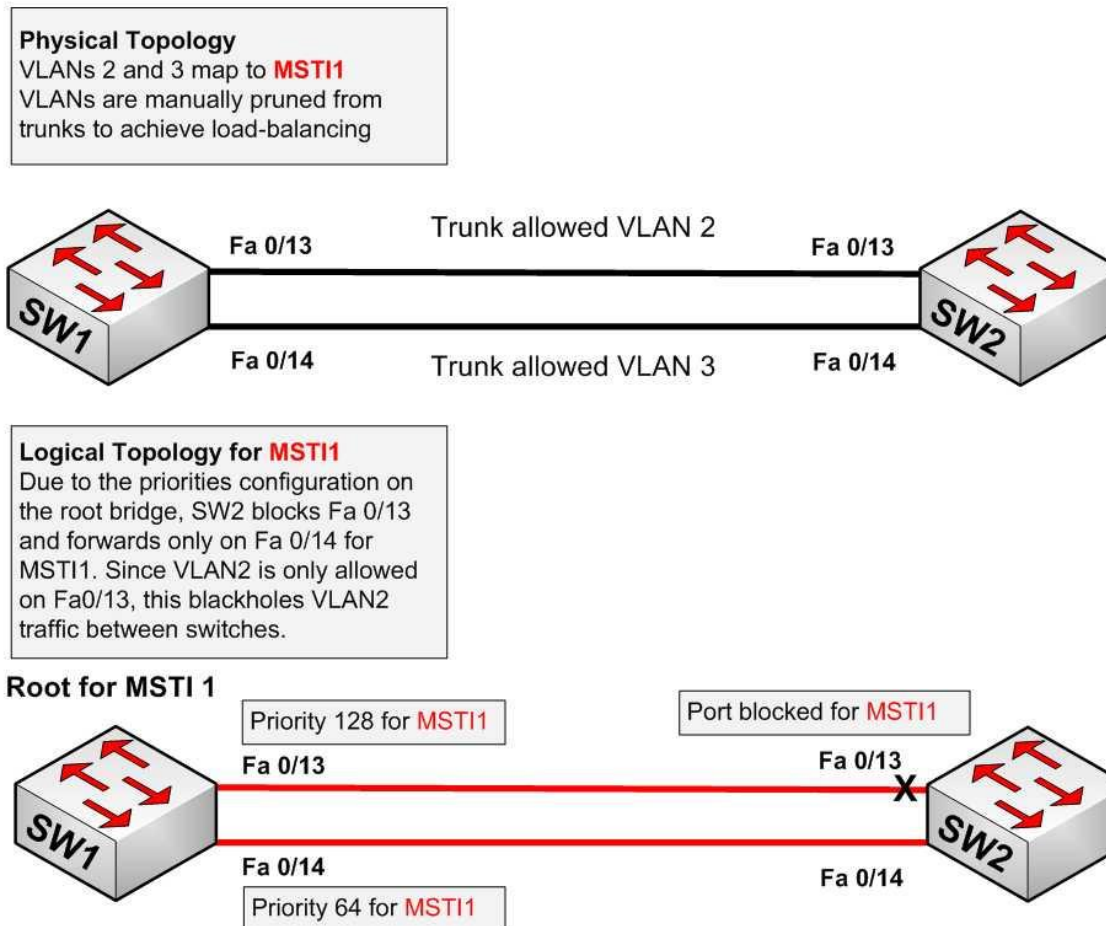 Physical Topology
VLANs 2 and 3 map to MSTI1
VLANs are manually pruned from
trunks to achieve load-balancing
Fa 0/13
Trunk allowed VLAN 2
Fa 0/13
SW1
SW2
Fa 0/14
Trunk allowed VLAN 3
Fa 0/14
Logical Topology for MSTI1
Due to the priorities configuration on
the root bridge, SW2 blocks Fa 0/13
and forwards only on Fa 0/14 for
MSTI1. Since VLAN2 is only allowed
on Fa0/13, this blackholes VLAN2
traffic between switches.
Root for MSTI 1
Priority 128 for MSTI1
Port blocked for MSTI1
Fa 0/13
Fa 0/13
X
SW1
SW2
Fa 0/14
Fa 0/14
Priority 64 for MSTI1